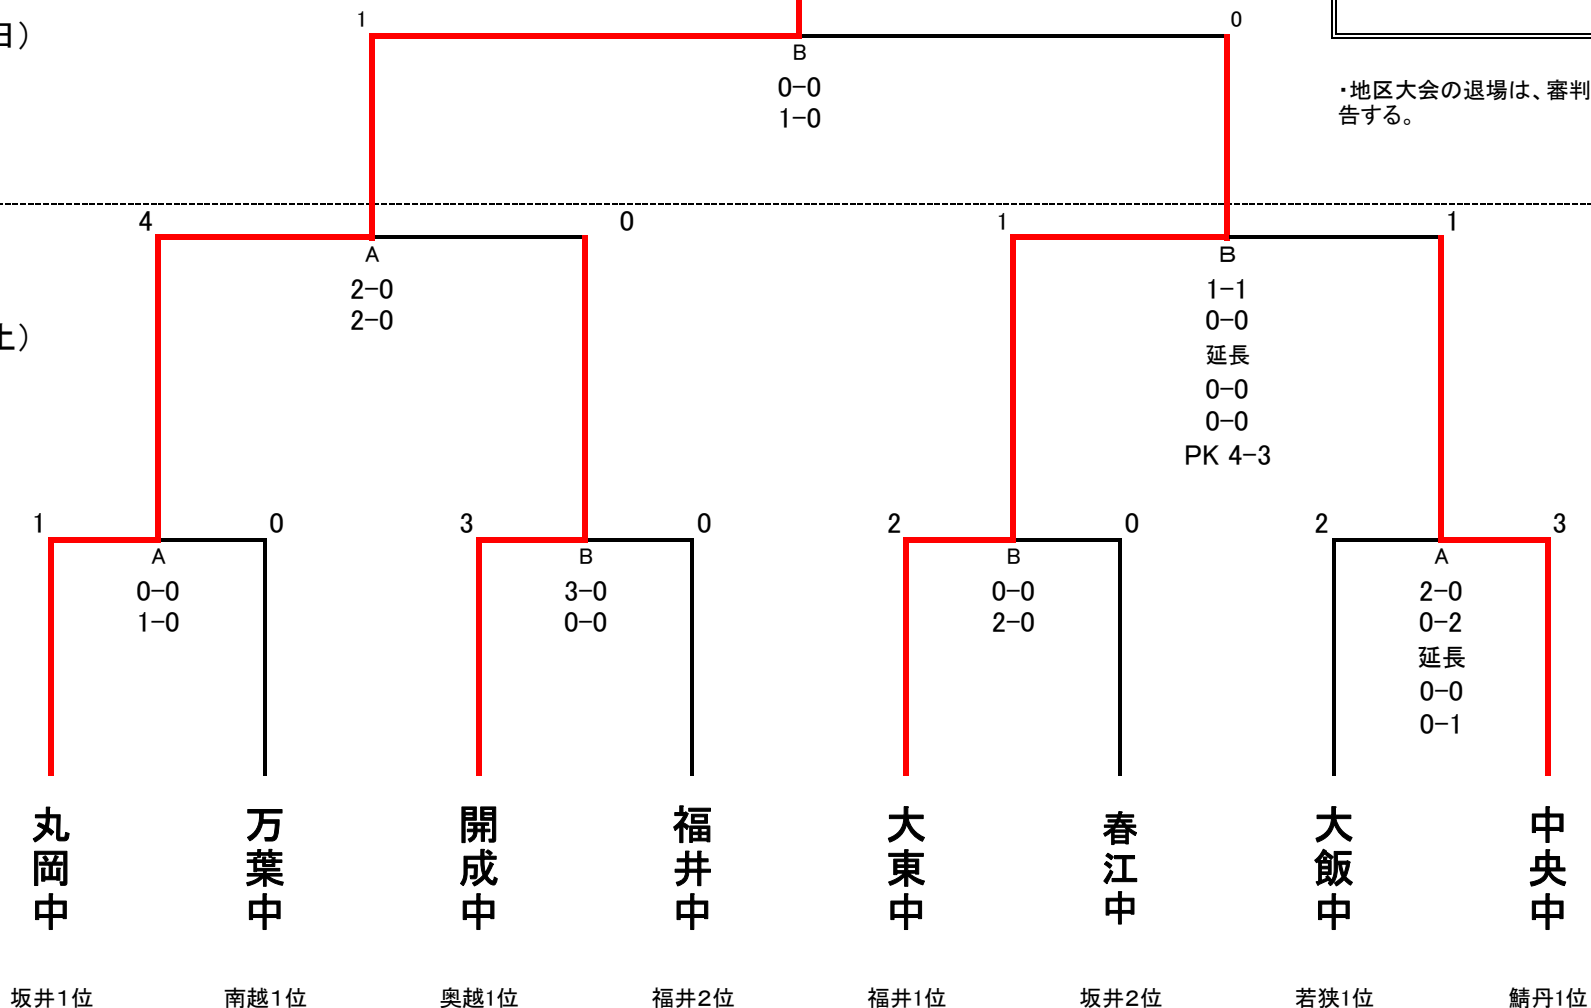 1
0
日）
B
0-0
1-0
・地区大会の退場は、審判
告する。
4
0
1
1
A
2-0
2-0
B
1-1
0-0
延長
0-0
0-0
PK 4-3
土）
1
0
3
0
2
0
2
3
A
0-0
1-0
B
3-0
0-0
B
0-0
2-0
A
2-0
0-2
延長
0-0
0-1
丸岡中
万葉中
開成中
福井中
大東中
春江中
大飯中
中央中
坂井1位
南越1位
奥越1位
福井2位
福井1位
坂井2位
若狭1位
鯖丹1位